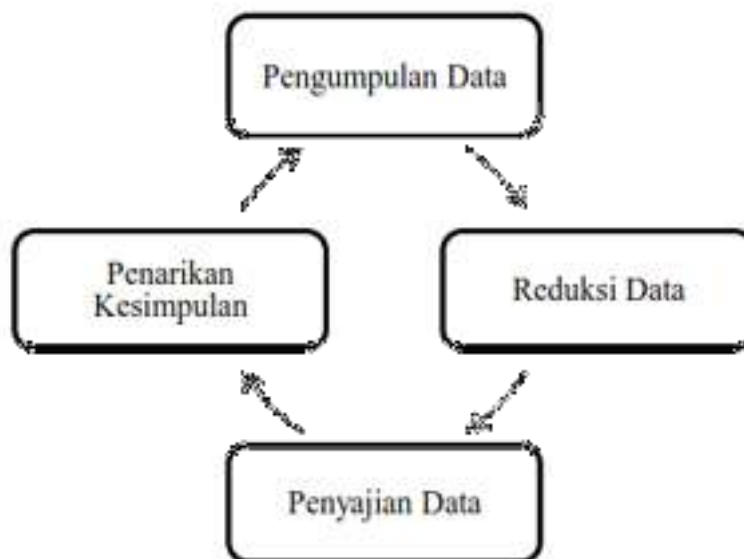 Pengumpulan Data
Reduksi Data
Penyajian Data
Penarikan
Kesimpulan